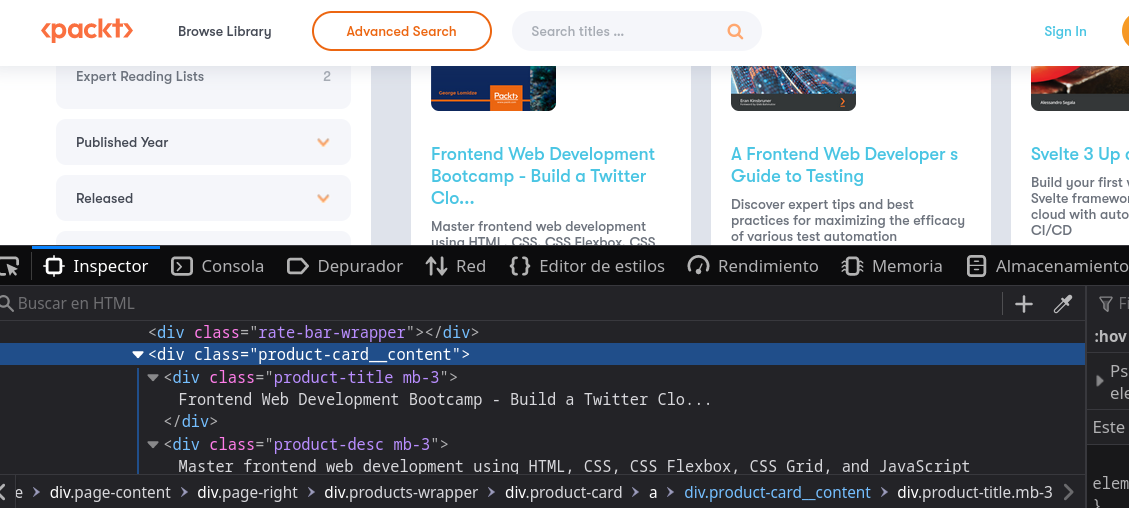 <packt>
Browse Library
Advanced Search
Search titles ...
Sign In
Expert Reading Lists 2
Published Year
Released
George Lomidze
Packt
Frontend Web Development
Bootcamp - Build a Twitter
Clo...
Master frontend web development
using HTML, CSS, CSS Flexbox, CSS
Eran Kinsbruner
A Frontend Web Developer s
Guide to Testing
Discover expert tips and best
practices for maximizing the efficacy
of various test automation
Alessandro Segala
Svelte 3 Up
Build your first
Svelte
cloud with
CI/CD
Inspector
Consola
Depurador
Red
Editor de estilos
Rendimiento
Memoria
Almacenamiento
Buscar en HTML
Fi
<div class="rate-bar-wrapper"></div>
<div class="product-card__content">
<div class="product-title mb-3">
Frontend Web Development Bootcamp - Build a Twitter Clo...
</div>
<div class="product-desc mb-3">
Master frontend web development using HTML, CSS, CSS Flexbox, CSS Grid, and JavaScript
:hov
Ps
ele
Este
elem
}
e > div.page-content > div.page-right > div.products-wrapper > div.product-card > a > div.product-card__content > div.product-title.mb-3